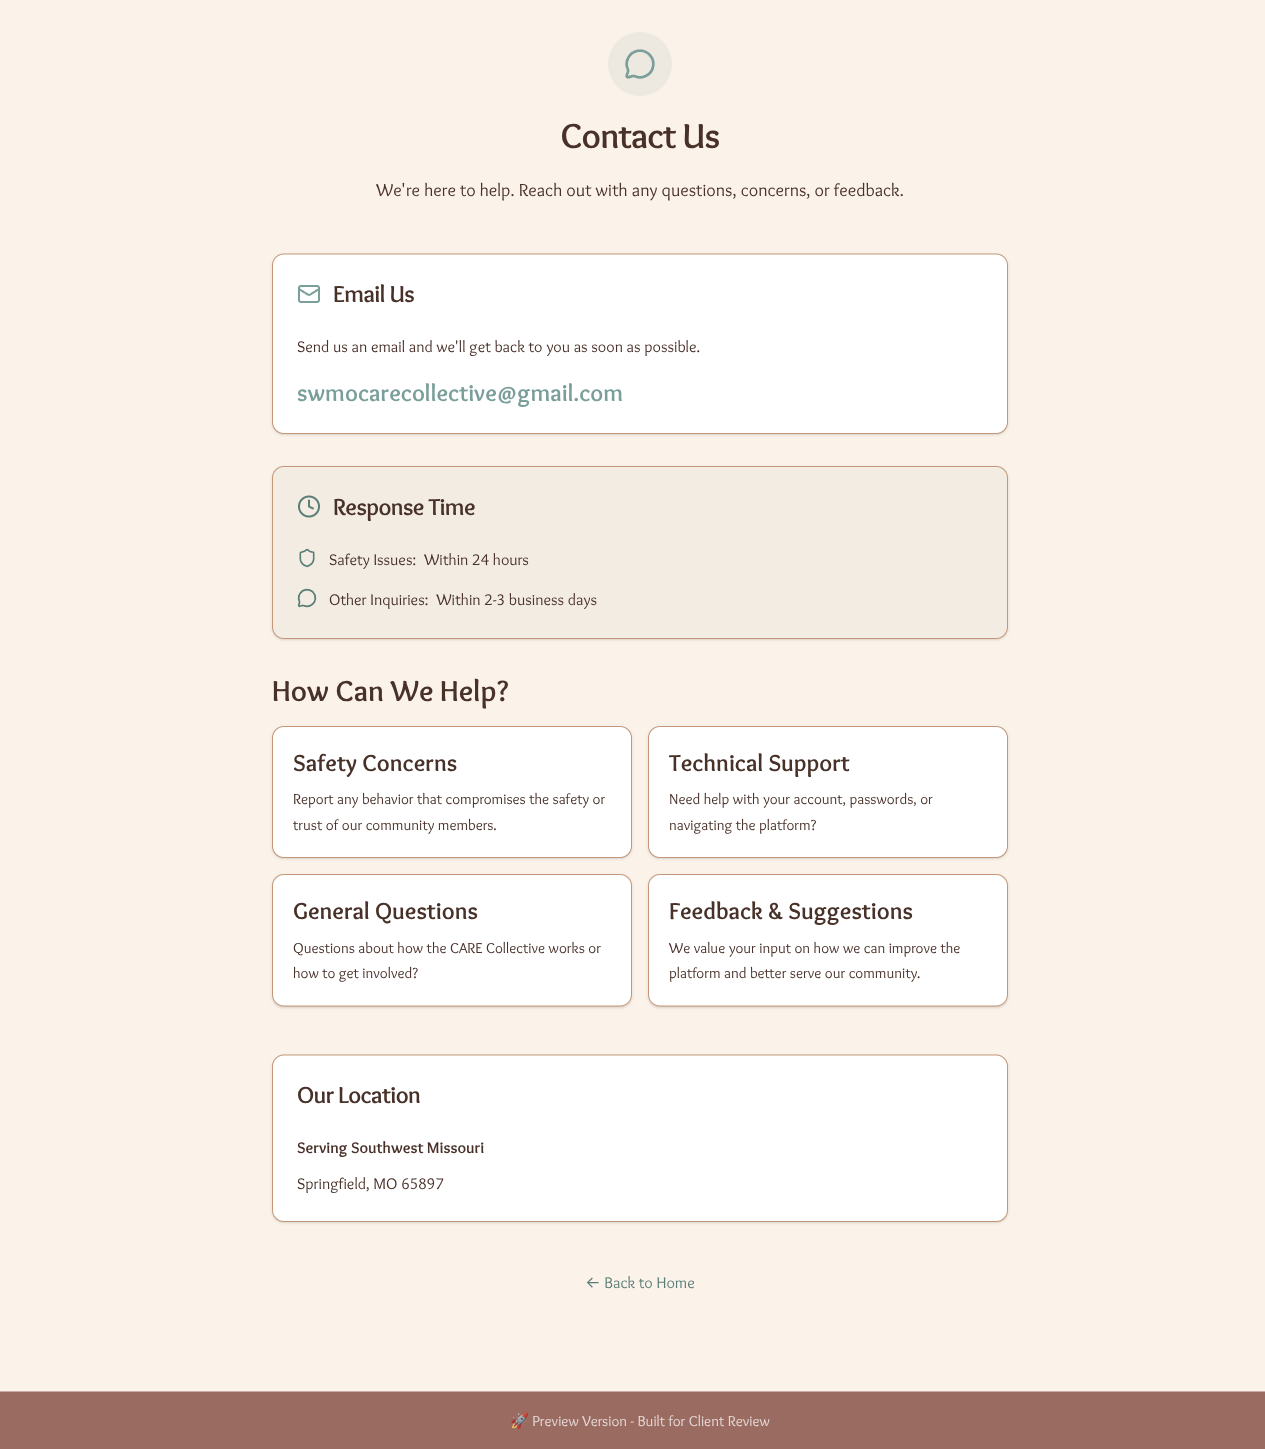 Contact Us
We're here to help. Reach out with any questions, concerns, or feedback.
Email Us
Send us an email and we'll get back to you as soon as possible.
swmocarecollective@gmail.com
Response Time
Safety Issues: Within 24 hours
Other Inquiries: Within 2-3 business days
How Can We Help?
Safety Concerns
Report any behavior that compromises the safety or
trust of our community members.
Technical Support
Need help with your account, passwords, or
navigating the platform?
General Questions
Questions about how the CARE Collective works or
how to get involved?
Feedback & Suggestions
We value your input on how we can improve the
platform and better serve our community.
Our Location
Serving Southwest Missouri
Springfield, MO 65897
← Back to Home
🚀 Preview Version - Built for Client Review